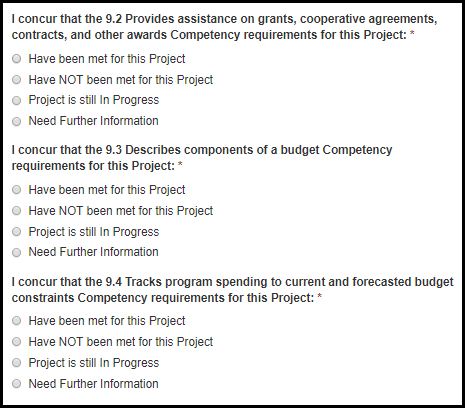 I concur that the 9.2 Provides assistance on grants, cooperative agreements,
contracts, and other awards Competency requirements for this Project: *
Have been met for this Project
Have NOT been met for this Project
Project is still In Progress
Need Further Information
I concur that the 9.3 Describes components of a budget Competency
requirements for this Project: *
Have been met for this Project
Have NOT been met for this Project
Project is still In Progress
Need Further Information
I concur that the 9.4 Tracks program spending to current and forecasted budget
constraints Competency requirements for this Project: *
Have been met for this Project
Have NOT been met for this Project
Project is still In Progress
Need Further Information